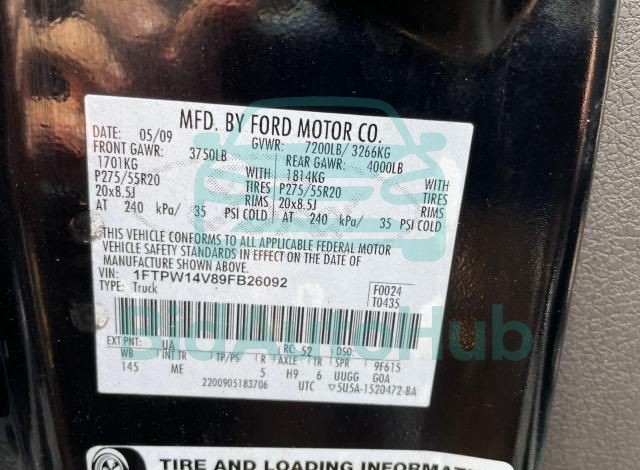 MFD. BY FORD MOTOR CO.
DATE: 05/09 GVWR: 7200LB/ 3266KG
FRONT GAWR: 3750LB REAR GAWR: 4000LB
1701KG WITH 1814KG WITH
P275/55R20 TIRES P275/55R20 TIRES
20x8.5J RIMS 20x8.5J RIMS
AT 240 kPa/ 35 PSI COLD AT 240 kPa/ 35 PSI COLD
THIS VEHICLE CONFORMS TO ALL APPLICABLE FEDERAL MOTOR
VEHICLE SAFETY STANDARDS IN EFFECT ON THE DATE OF
MANUFACTURE SHOWN ABOVE.
VIN: 1FTPW14V89FB26092 F0024
TYPE: Truck T0435
BidAutoHub
EXT PNT: UA RC: 52 DSO:
WB INT TR TP/PS R AXLE TR SPR 9F615
145 ME 5 H9 6 UUGG GOA
2200905183706 UTC ▽5U5A-1520472-BA
TIRE AND LOADING INFORMATI